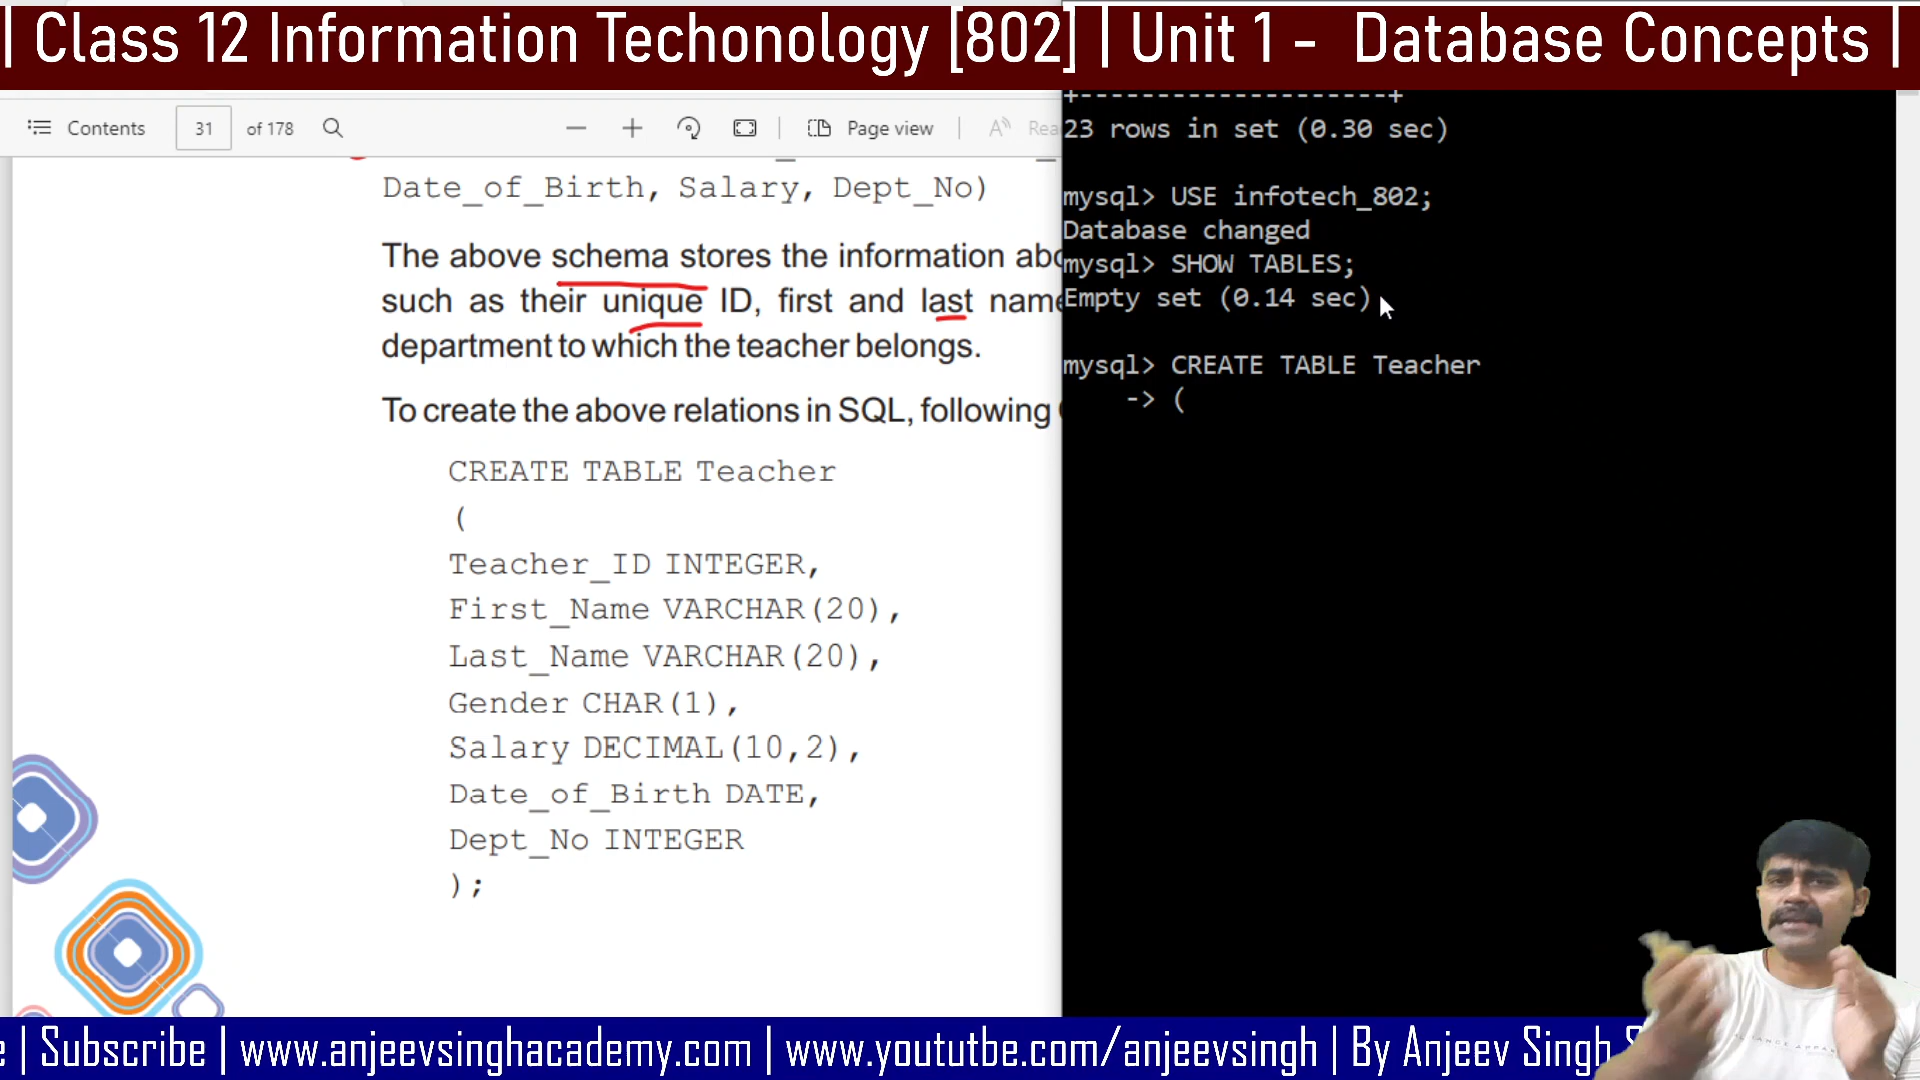 | Class 12 Information Techonology [802] | Unit 1 - Database Concepts |
Contents 31 of 178 Page view
Date_of_Birth, Salary, Dept_No)
The above schema stores the information
such as their unique ID, first and last name
department to which the teacher belongs.
To create the above relations in SQL, following
CREATE TABLE Teacher
(
Teacher_ID INTEGER,
First_Name VARCHAR(20),
Last_Name VARCHAR(20),
Gender CHAR(1),
Salary DECIMAL(10,2),
Date_of_Birth DATE,
Dept_No INTEGER
);
+--------------------+
23 rows in set (0.30 sec)
mysql> USE infotech_802;
Database changed
mysql> SHOW TABLES;
Empty set (0.14 sec)
mysql> CREATE TABLE Teacher
-> (
| Subscribe | www.anjeevsinghacademy.com | www.yoututbe.com/anjeevsingh | By Anjeev Singh